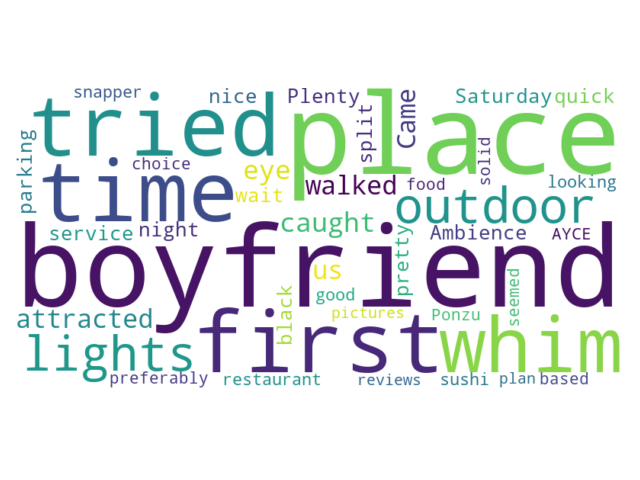 snapper
nice
Plenty
split
Came
Saturday
quick
tried
place
parking
choice
eye
solid
time
wait
walked
food
looking
outdoor
service
night
caught
pretty
Ambience
AYCE
boyfriend
us
seemed
black
good
attracted
pictures
Ponzu
first
whim
lights
preferably
restaurant
reviews
sushi
plan
based